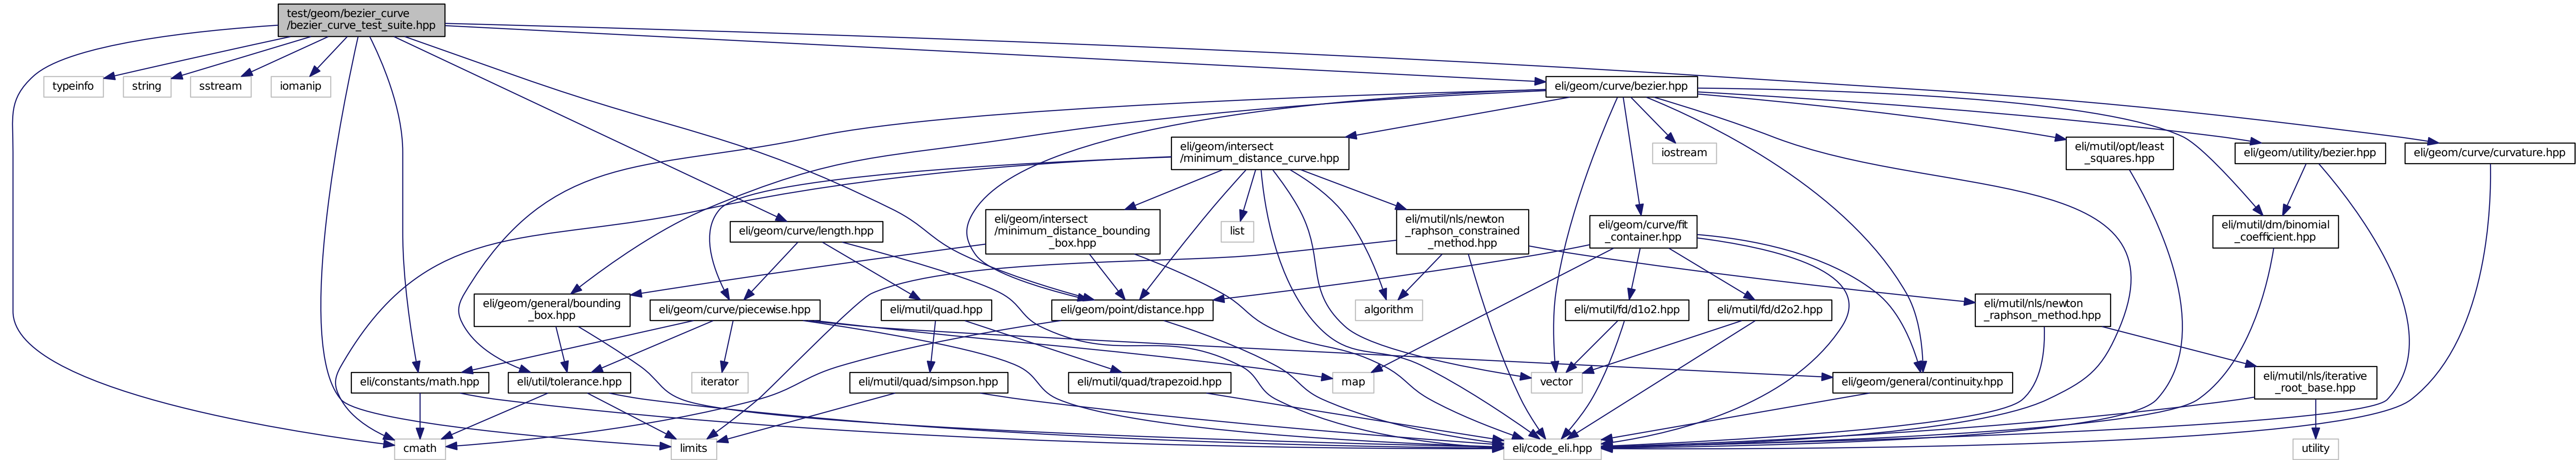 test/geom/bezier_curve
/bezier_curve_test_suite.hpp
typeinfo
string
sstream
iomanip
eli/geom/curve/bezier.hpp
eli/geom/intersect
/minimum_distance_curve.hpp
iostream
eli/mutil/opt/least
_squares.hpp
eli/geom/utility/bezier.hpp
eli/geom/curve/curvature.hpp
eli/geom/curve/length.hpp
eli/geom/intersect
/minimum_distance_bounding
_box.hpp
list
eli/mutil/nls/newton
_raphson_constrained
_method.hpp
eli/geom/curve/fit
_container.hpp
eli/mutil/dm/binomial
_coefficient.hpp
eli/geom/general/bounding
_box.hpp
eli/geom/curve/piecewise.hpp
eli/mutil/quad.hpp
eli/geom/point/distance.hpp
algorithm
eli/mutil/fd/d1o2.hpp
eli/mutil/fd/d2o2.hpp
eli/mutil/nls/newton
_raphson_method.hpp
eli/constants/math.hpp
eli/util/tolerance.hpp
iterator
eli/mutil/quad/simpson.hpp
eli/mutil/quad/trapezoid.hpp
map
vector
eli/geom/general/continuity.hpp
eli/mutil/nls/iterative
_root_base.hpp
cmath
limits
eli/code_eli.hpp
utility